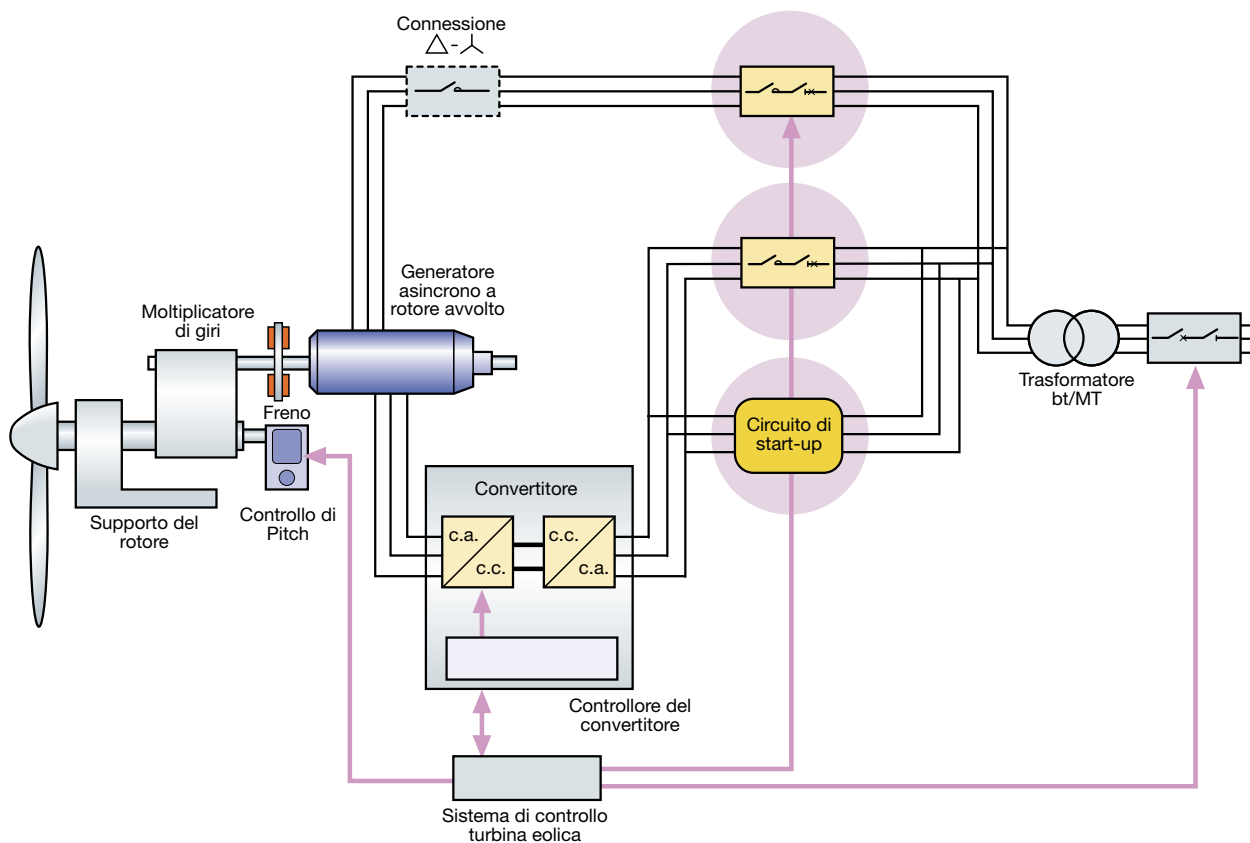 Connessione
Generatore
asincrono a
rotore avvolto
Moltiplicatore
di giri
Freno
Supporto del
rotore
Controllo di
Pitch
Convertitore
c.a.
c.c.
c.c.
c.a.
Controllore del
convertitore
Circuito di
start-up
Trasformatore
bt/MT
Sistema di controllo
turbina eolica